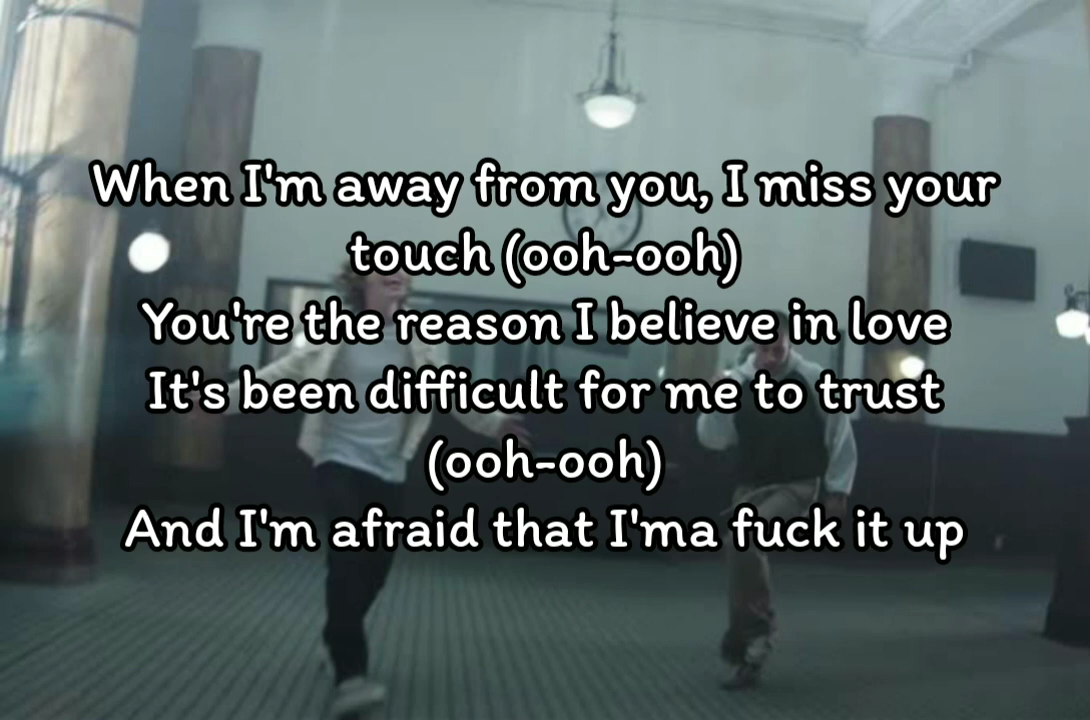 When I'm away from you, I miss your
touch (ooh-ooh)
You're the reason I believe in love
It's been difficult for me to trust
(ooh-ooh)
And I'm afraid that I'ma fuck it up